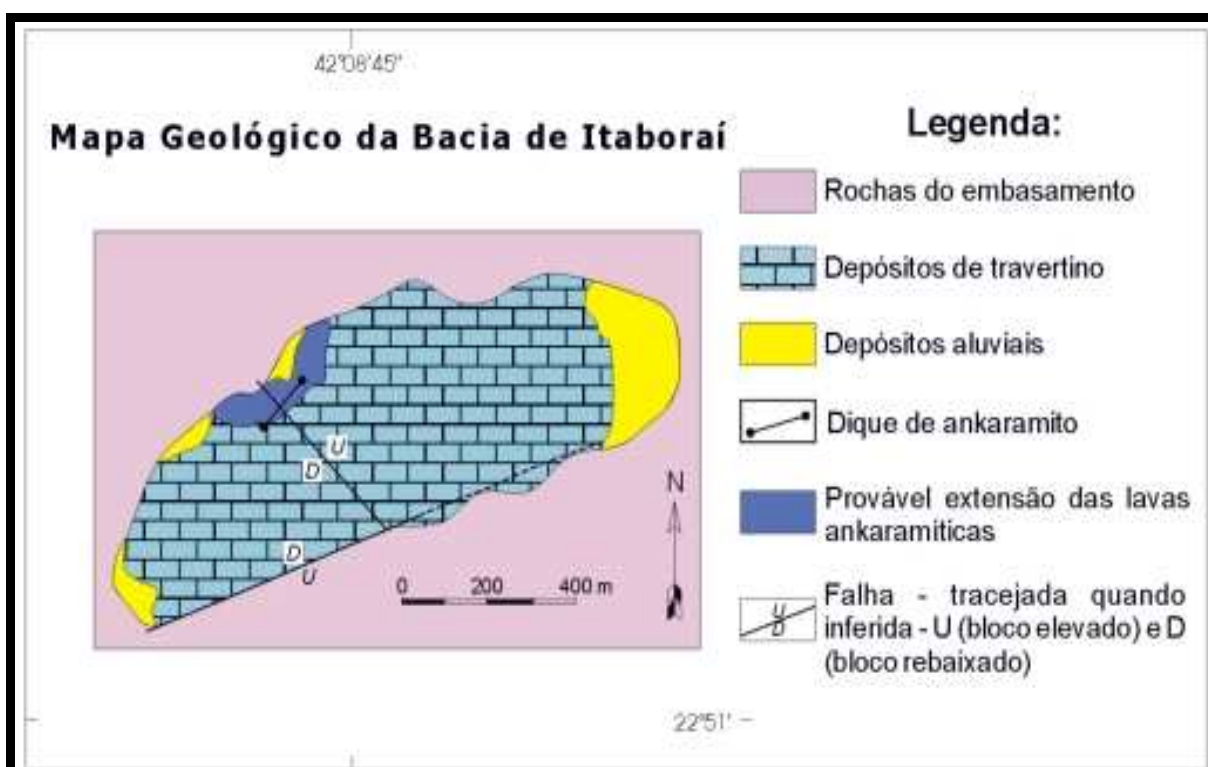 42°08'45"
Mapa Geológico da Bacia de Itaboraí
Legenda:
Rochas do embasamento
Depósitos de travertino
Depósitos aluviais
Dique de ankaramito
Provável extensão das lavas
ankaramíticas
Falha - tracejada quando
inferida - U (bloco elevado) e D
(bloco rebaixado)
U
D
U
D
D
U
N
0 200 400 m
22°51'